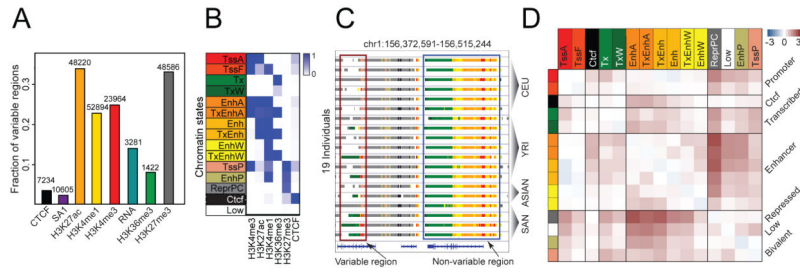 A
Fraction of variable regions
0.3
0.2
0.1
0
7234
10605
48220
52894
23964
3281
1422
48586
CTCF
SA1
H3K27ac
H3K4me1
H3K4me3
RNA
H3K36me3
H3K27me3
B
Chromatin states
TssA
TssF
Tx
TxW
EnhA
TxEnhA
Enh
TxEnh
EnhW
TxEnhW
TssP
EnhP
ReprPC
Ctcf
Low
H3K4me3
H3K27ac
H3K4me1
H3K36me3
H3K27me3
CTCF
1
0
C
chr1:156,372,591-156,515,244
19 Individuals
CEU
YRI
ASIAN
SAN
Variable region
Non-variable region
D
-3
0
3
TssA
TssF
Ctcf
Tx
TxW
EnhA
TxEnhA
TxEnh
Enh
TxEnhW
EnhW
ReprPC
Low
EnhP
TssP
Promoter
Ctcf
Transcribed
Enhancer
Repressed
Low
Bivalent